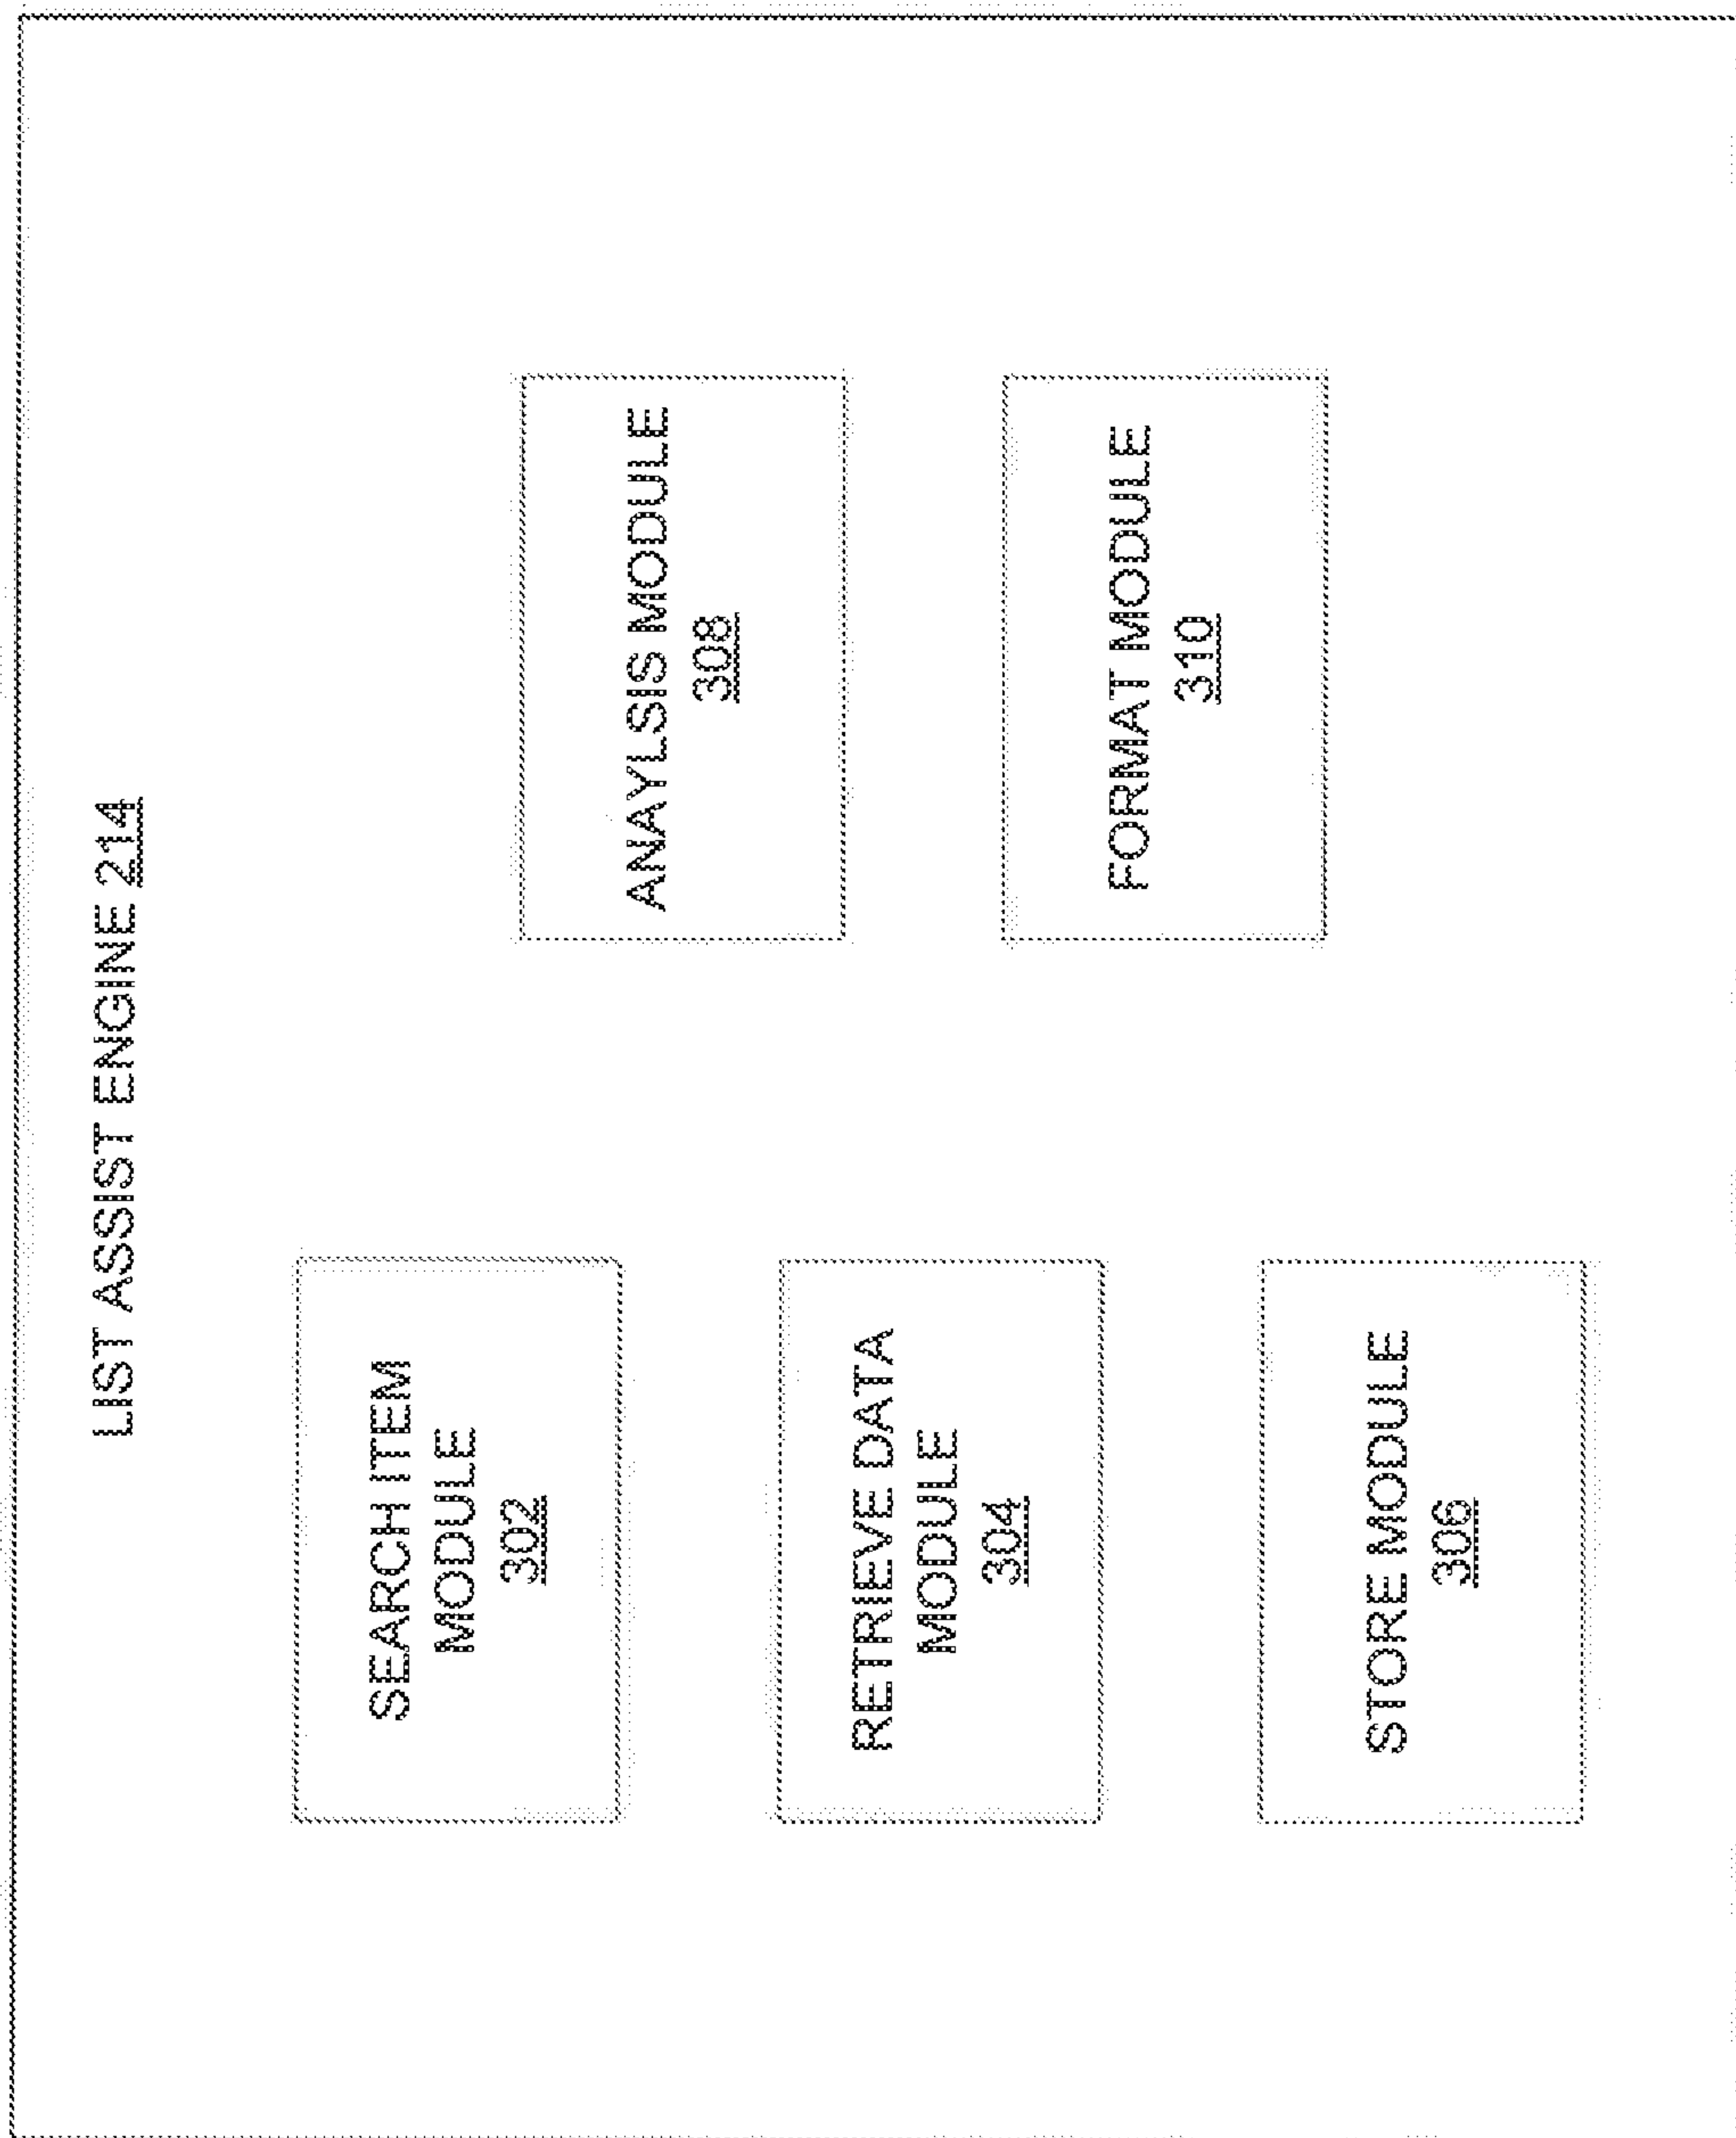 LIST ASSIST ENGINE 214
SEARCH ITEM
MODULE
302
RETRIEVE DATA
MODULE
304
STORE MODULE
306
ANAYLSIS MODULE
308
FORMAT MODULE
310